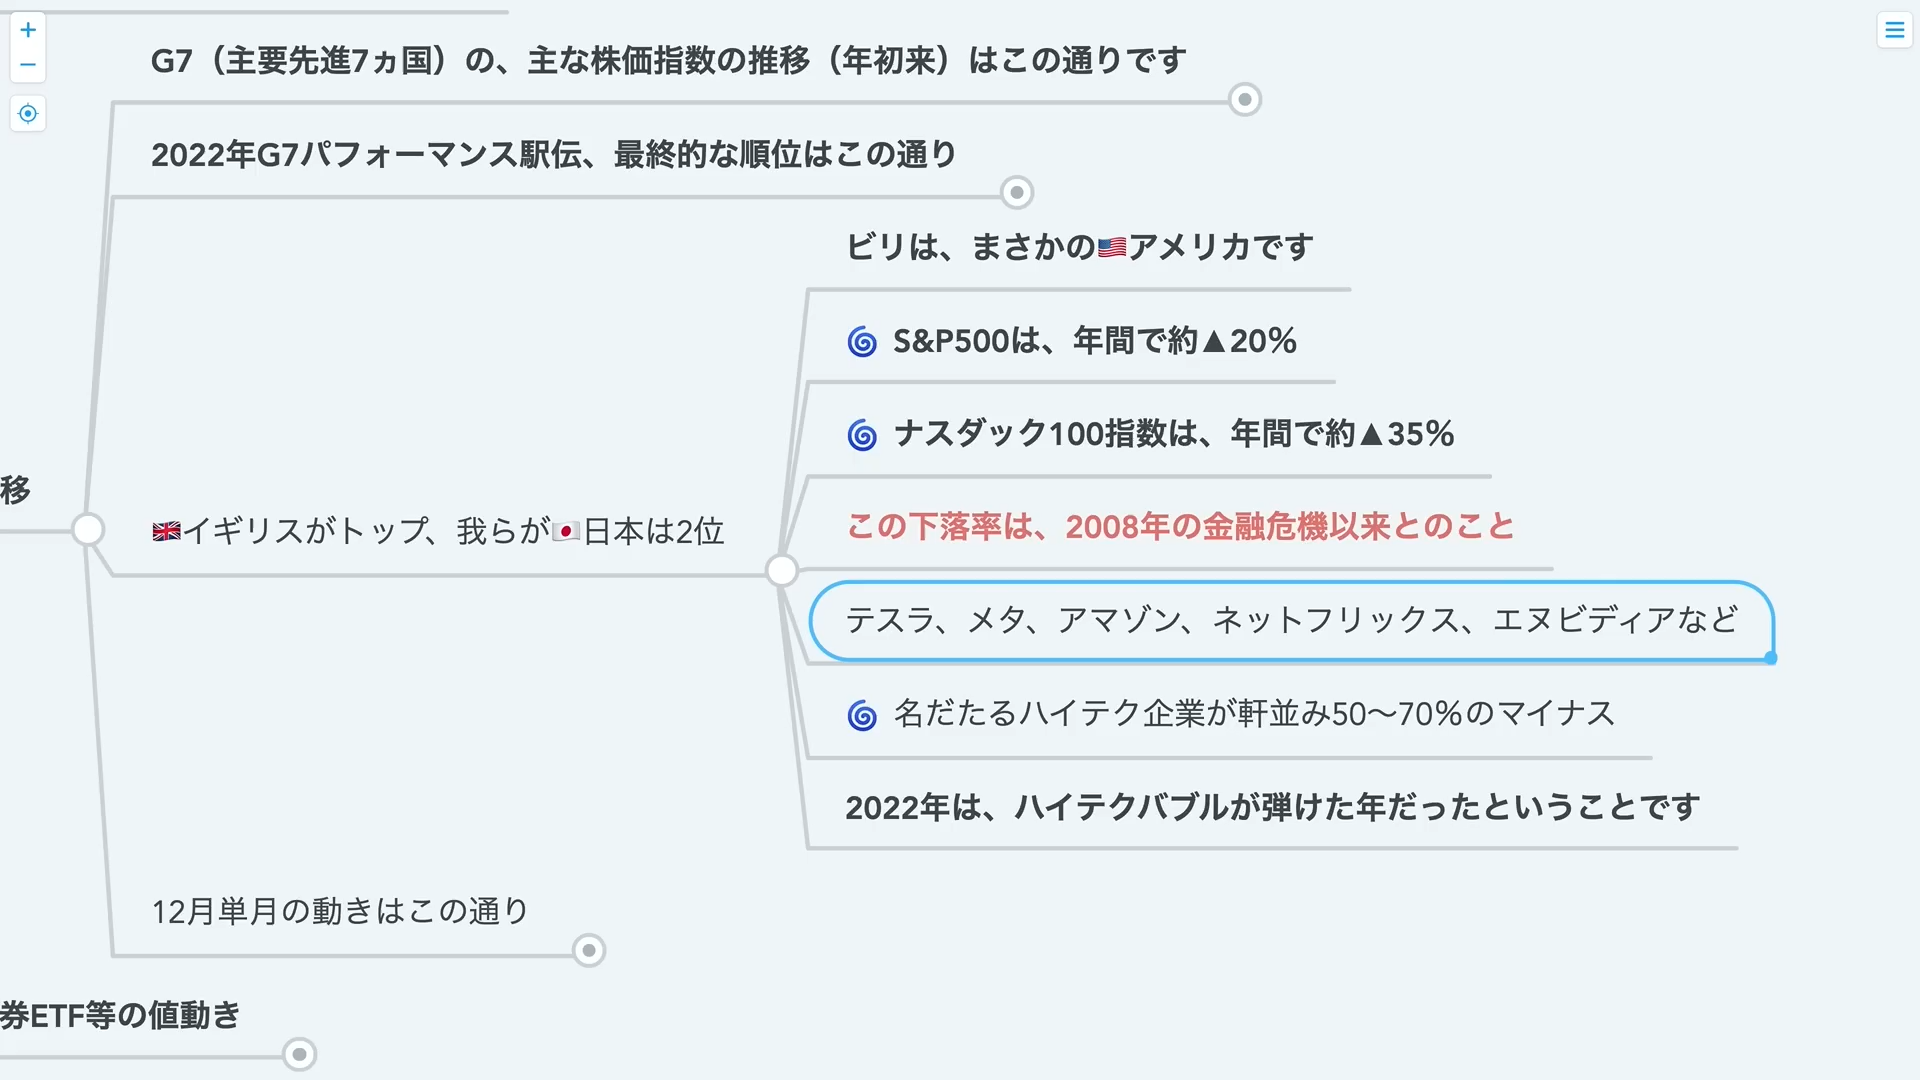 G7（主要先進7ヵ国）の、主な株価指数の推移（年初来）はこの通りです
2022年G7パフォーマンス駅伝、最終的な順位はこの通り
ビリは、まさかの🇺🇸アメリカです
🌀 S&P500は、年間で約▲20%
🌀 ナスダック100指数は、年間で約▲35%
移
🇬🇧イギリスがトップ、我らが🇯🇵日本は2位
この下落率は、2008年の金融危機以来とのこと
テスラ、メタ、アマゾン、ネットフリックス、エヌビディアなど
🌀 名だたるハイテク企業が軒並み50〜70%のマイナス
2022年は、ハイテクバブルが弾けた年だったということです
12月単月の動きはこの通り
券ETF等の値動き